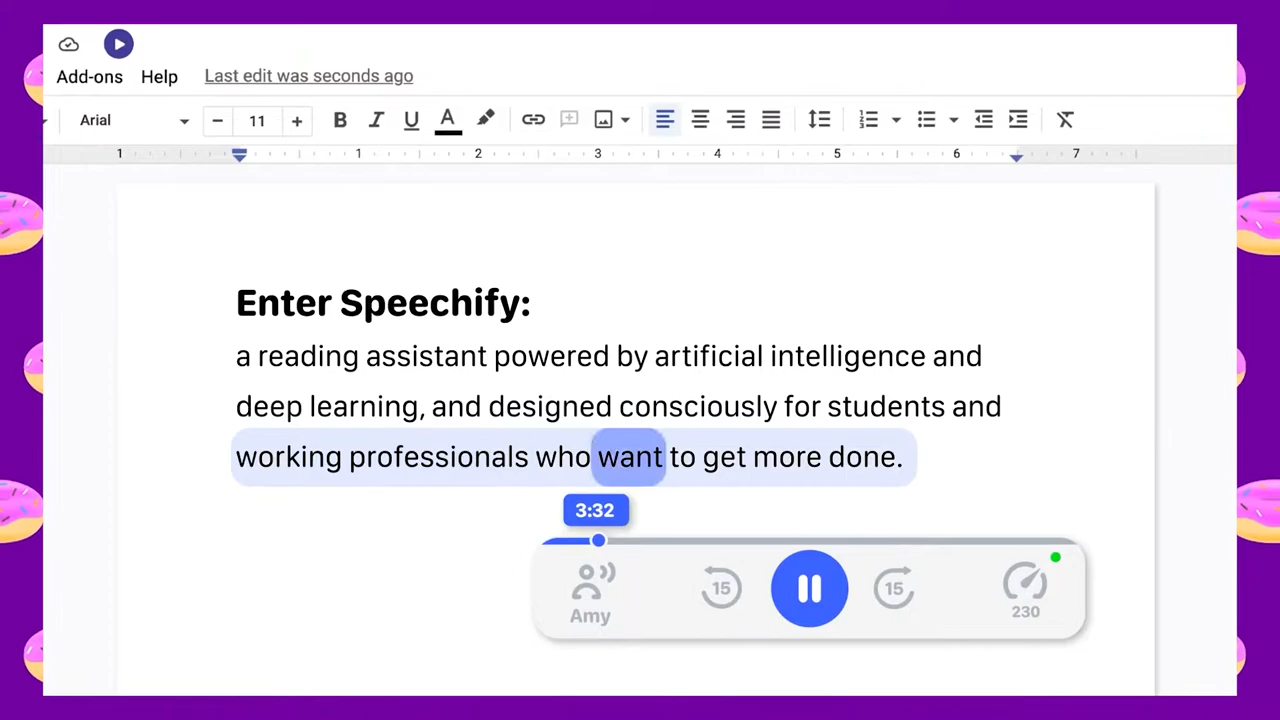 Add-ons Help Last edit was seconds ago
Arial 11 B I U A
1 1 2 3 4 5 6 7
Enter Speechify:
a reading assistant powered by artificial intelligence and
deep learning, and designed consciously for students and
working professionals who want to get more done.
3:32
15 15
Amy 230